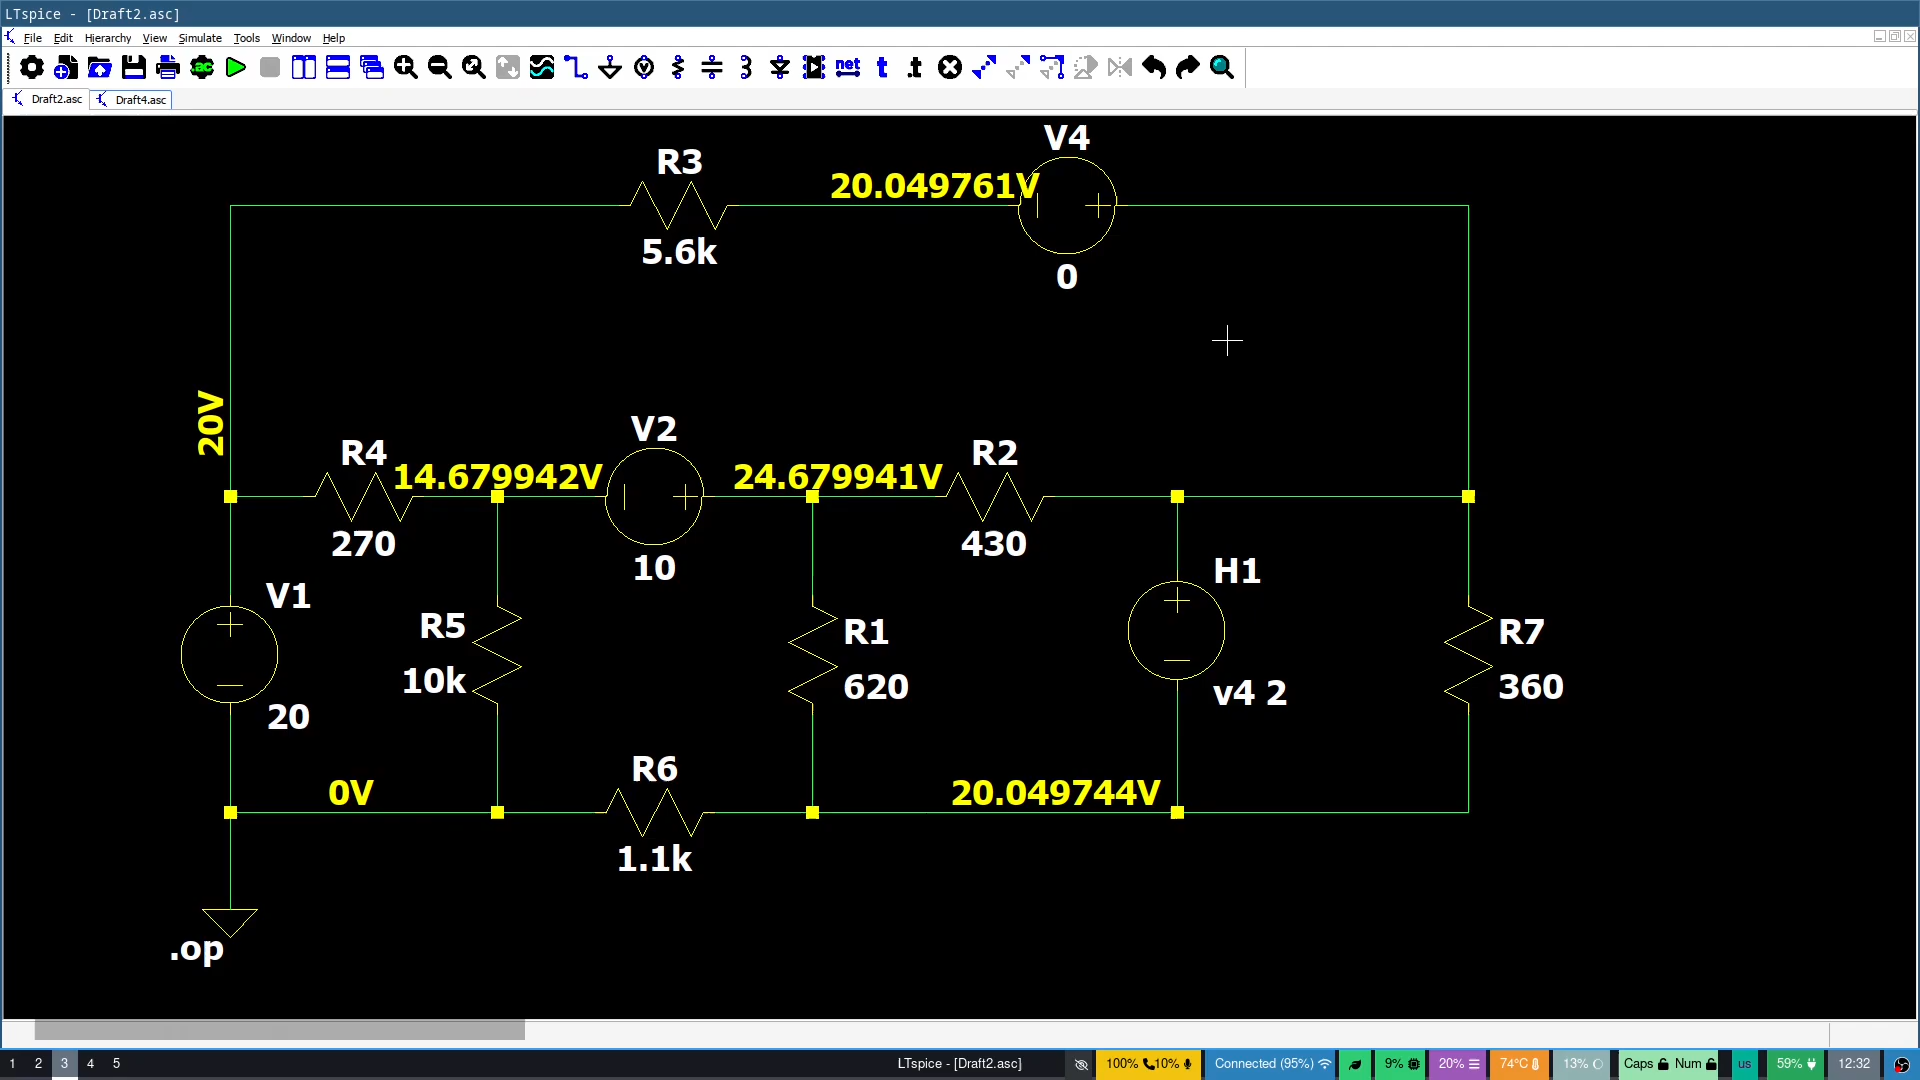 LTspice - [Draft2.asc]
File Edit Hierarchy View Simulate Tools Window Help
.ac net t .t
Draft2.asc Draft4.asc
V4
R3
20.049761V
5.6k
0
20V
V2
R4 R2
14.679942V 24.679941V
270 430
10
H1
V1
R5 R1 R7
10k 620 360
v4 2
20
R6
0V 20.049744V
1.1k
.op
1 2 3 4 5 LTspice - [Draft2.asc] 100% 10% Connected (95%) 9% 20% 74°C 13% Caps Num us 59% 12:32